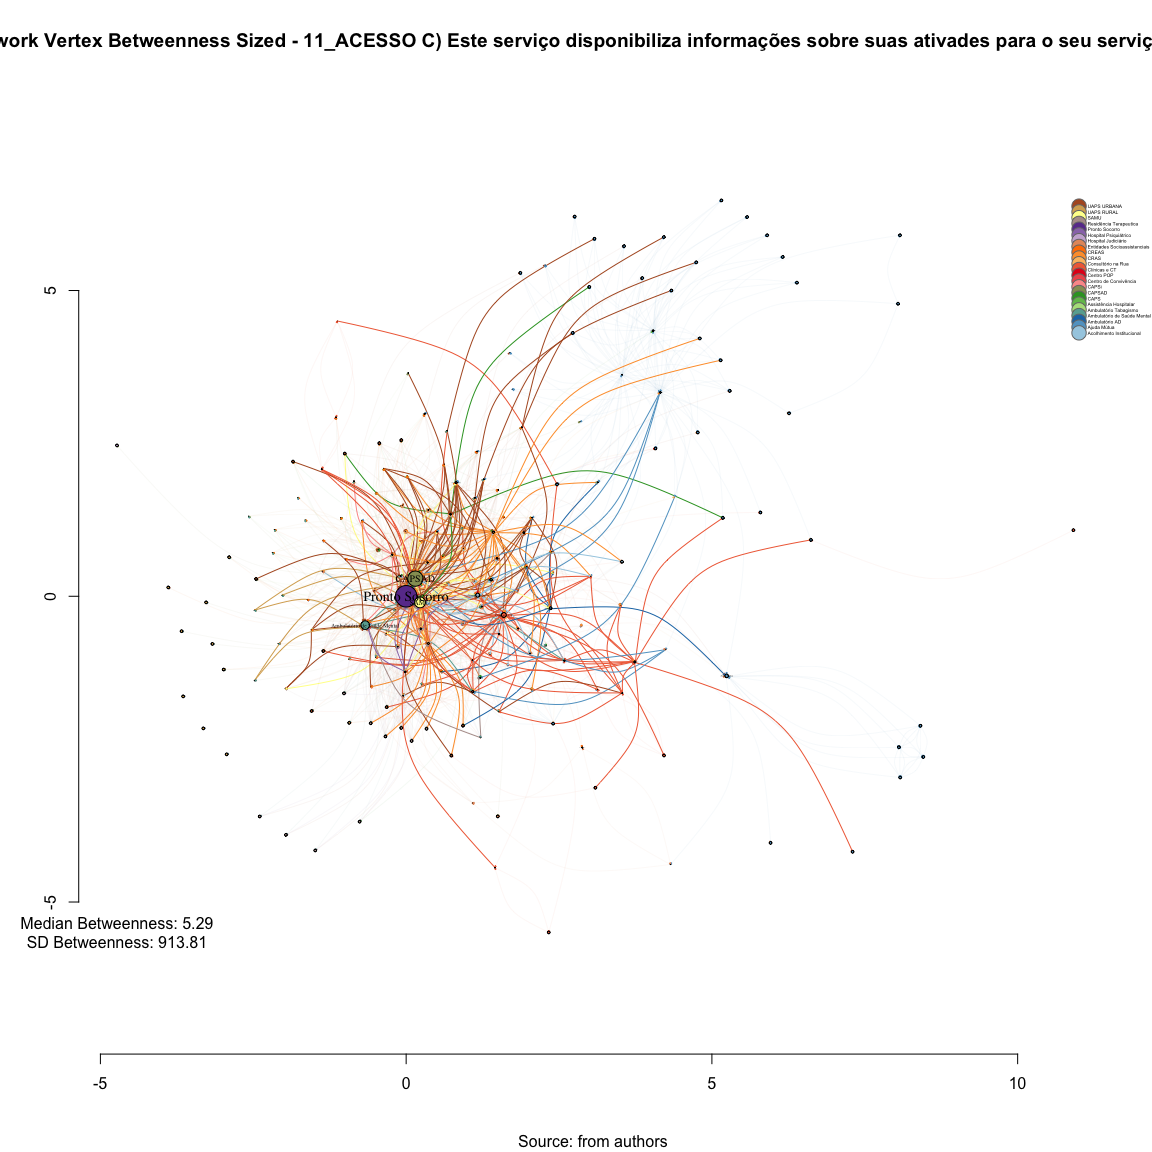 work Vertex Betweenness Sized - 11_ACESSO C) Este serviço disponibiliza informações sobre suas ativades para o seu serviç
UAPS URBANA
UAPS RURAL
SAMU
Residência Terapeutica
Pronto Socorro
Hospital Psiquiátrico
Hospital Judiciário
Entidades Socioassistenciais
CREAS
CRAS
Consultório na Rua
Clínicas e CT
Centro POP
Centro de Convivência
CAPSi
CAPSAD
CAPS
Assistência Hospitalar
Ambulatório Tabagismo
Ambulatório de Saúde Mental
Ambulatório AD
Ajuda Mútua
Acolhimento Institucional
5
0
-5
CAPSAD
Pronto Socorro
Median Betweenness: 5.29
SD Betweenness: 913.81
-5
0
5
10
Source: from authors